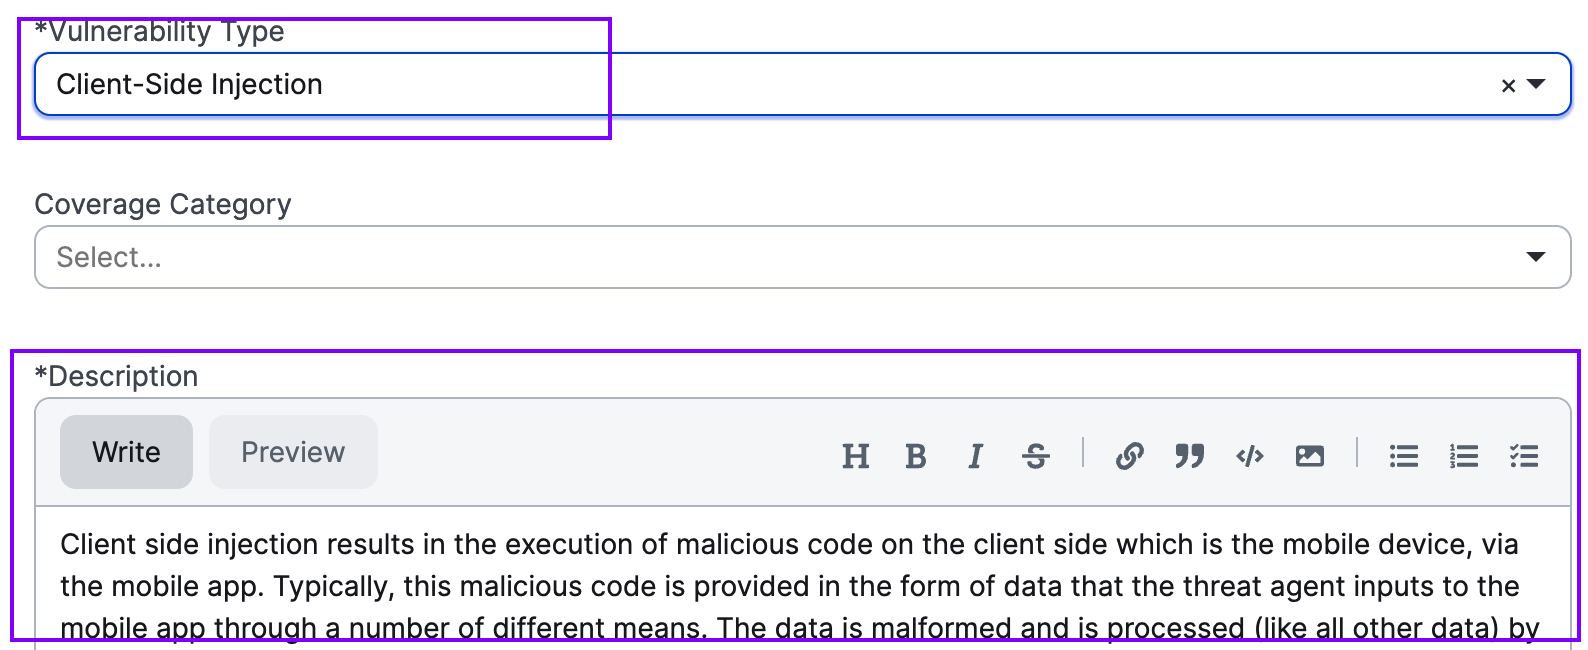 *Vulnerability Type
Client-Side Injection
Coverage Category
Select...
*Description
Write Preview
Client side injection results in the execution of malicious code on the client side which is the mobile device, via
the mobile app. Typically, this malicious code is provided in the form of data that the threat agent inputs to the
mobile app through a number of different means. The data is malformed and is processed (like all other data) by